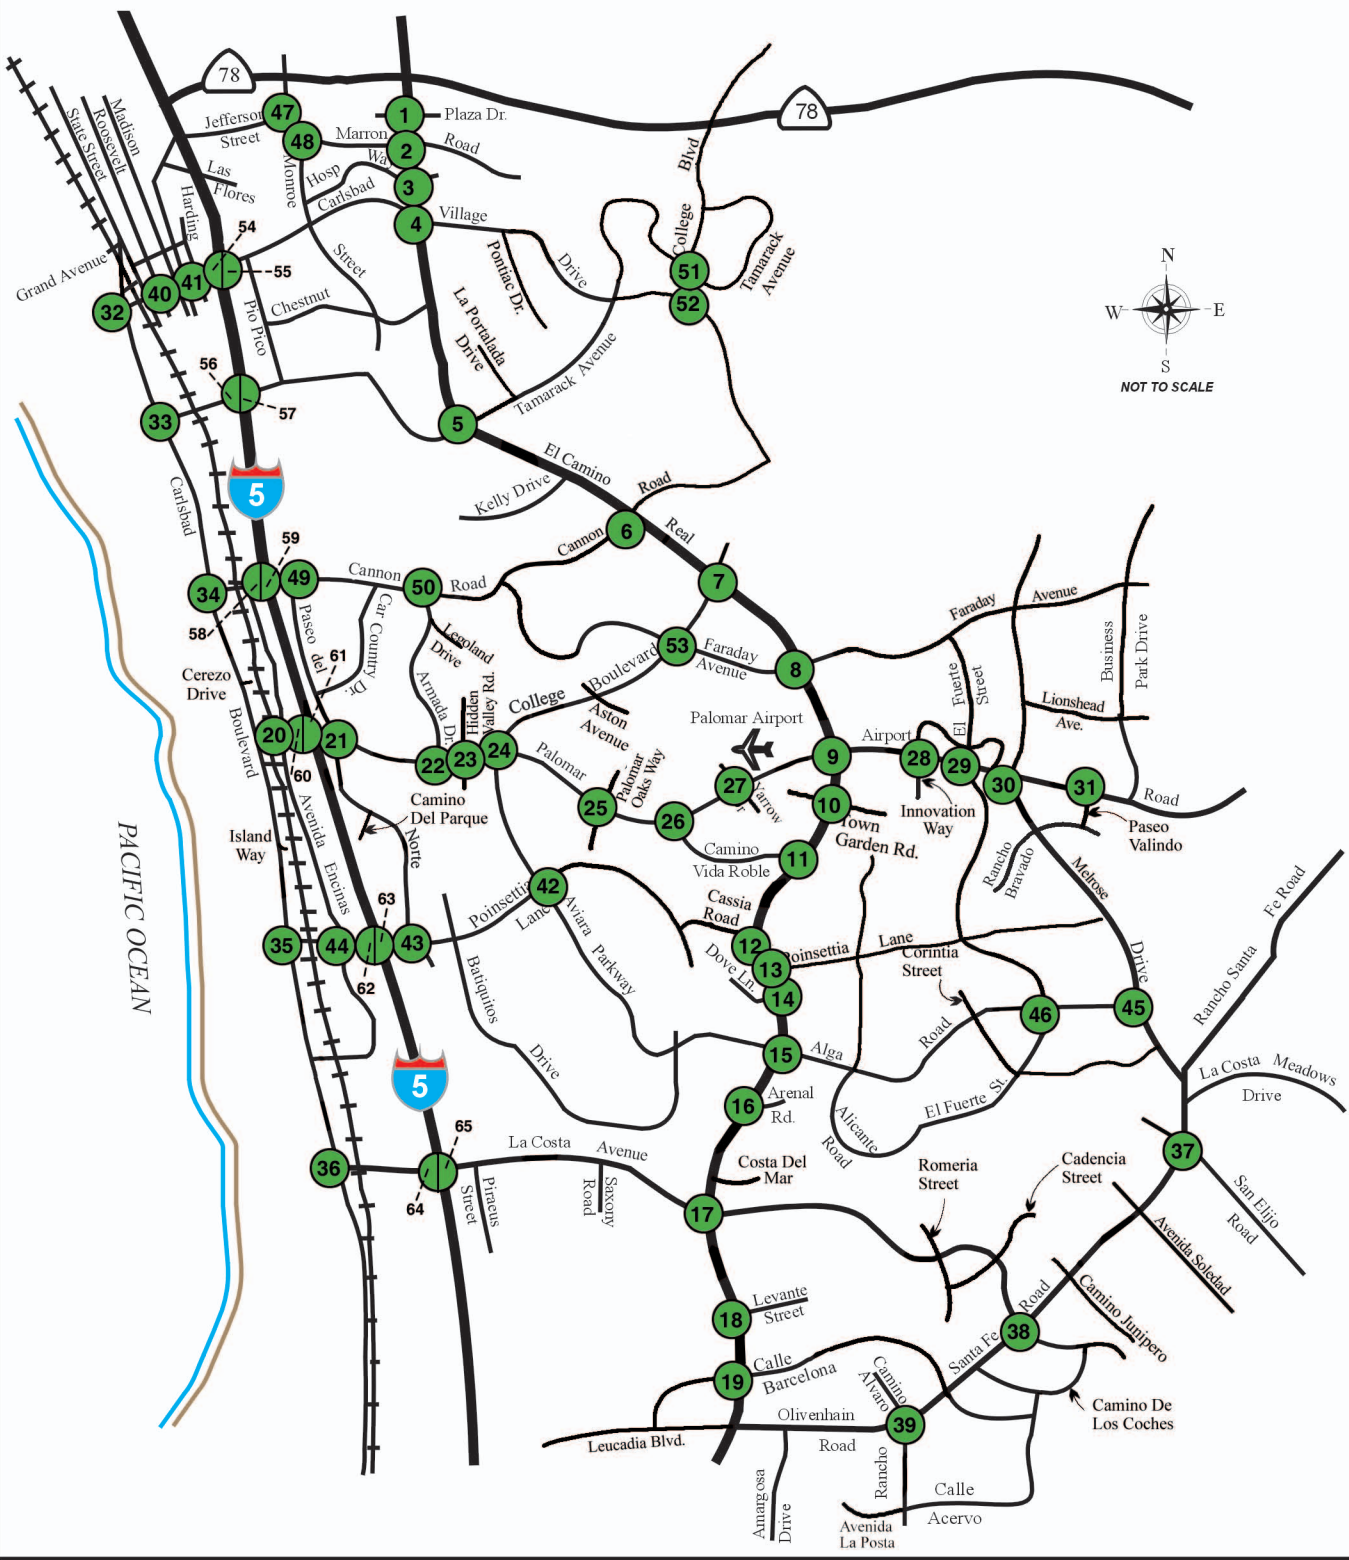 78
78
47
48
1
2
3
4
Plaza Dr.
Jefferson
Street
Marron
Road
Madison
Roosevelt
State Street
Las
Flores
Harding
Monroe
Street
Hosp
Way
Carlsbad
Village
Drive
Pontiac Dr.
College
Blvd
Tamarack
Avenue
51
52
54
55
41
40
32
Grand Avenue
Pio Pico
Chestnut
La Portalada
Drive
Tamarack Avenue
N
W
E
S
NOT TO SCALE
56
57
33
5
5
El Camino
Real
Kelly Drive
Road
Cannon
6
7
Carlsbad
Boulevard
59
58
34
49
Cannon
50
Road
Paseo del
Norte
Car Country
Dr.
Legoland
Drive
Armada Dr.
Hidden
Valley Rd.
53
Faraday
Avenue
8
Faraday
Avenue
Business
Park Drive
El Fuerte
Street
Lionshead
Ave.
Cerezo
Drive
61
60
20
21
22
23
24
College
Boulevard
Aston
Avenue
Palomar
Palomar
Oaks Way
Palomar Airport
9
Airport
28
29
30
31
Road
Innovation
Way
Paseo
Valindo
Rancho
Bravado
Melrose
Drive
25
26
27
Yarrow
Dr
10
Town
Garden Rd.
11
Camino
Vida Roble
Camino
Del Parque
Island
Way
Avenida
Encinas
PACIFIC OCEAN
42
Poinsettia
Lane
Aviara
Parkway
Cassia
Road
12
13
14
Dove Ln.
Poinsettia
Lane
Corintia
Street
63
62
35
44
43
Batiquitos
Drive
46
45
Rancho Santa
Fe Road
5
15
Alga
Road
16
Arenal
Rd.
Alicante
Road
El Fuerte St.
La Costa Meadows
Drive
37
San Elijo
Road
65
64
36
La Costa
Avenue
Piraeus
Street
Saxony
Road
Costa Del
Mar
17
Romeria
Street
Cadencia
Street
Avenida Soledad
Camino Junipero
18
Levante
Street
38
Road
Santa Fe
19
Calle
Barcelona
Camino
Alvaro
Camino De
Los Coches
39
Olivenhain
Road
Leucadia Blvd.
Amargosa
Drive
Rancho
Calle
Acervo
Avenida
La Posta